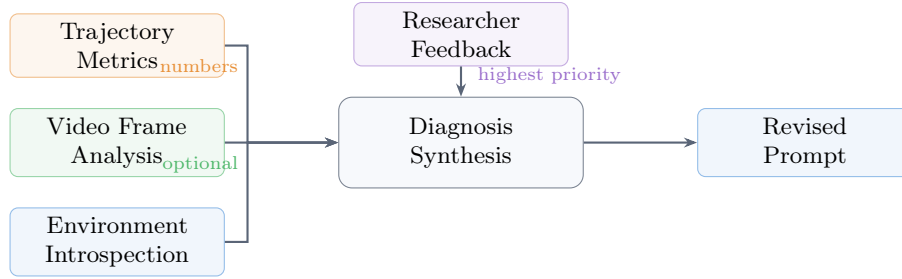 Trajectory
Metrics
numbers
Video Frame
Analysis
optional
Environment
Introspection
Researcher
Feedback
highest priority
Diagnosis
Synthesis
Revised
Prompt